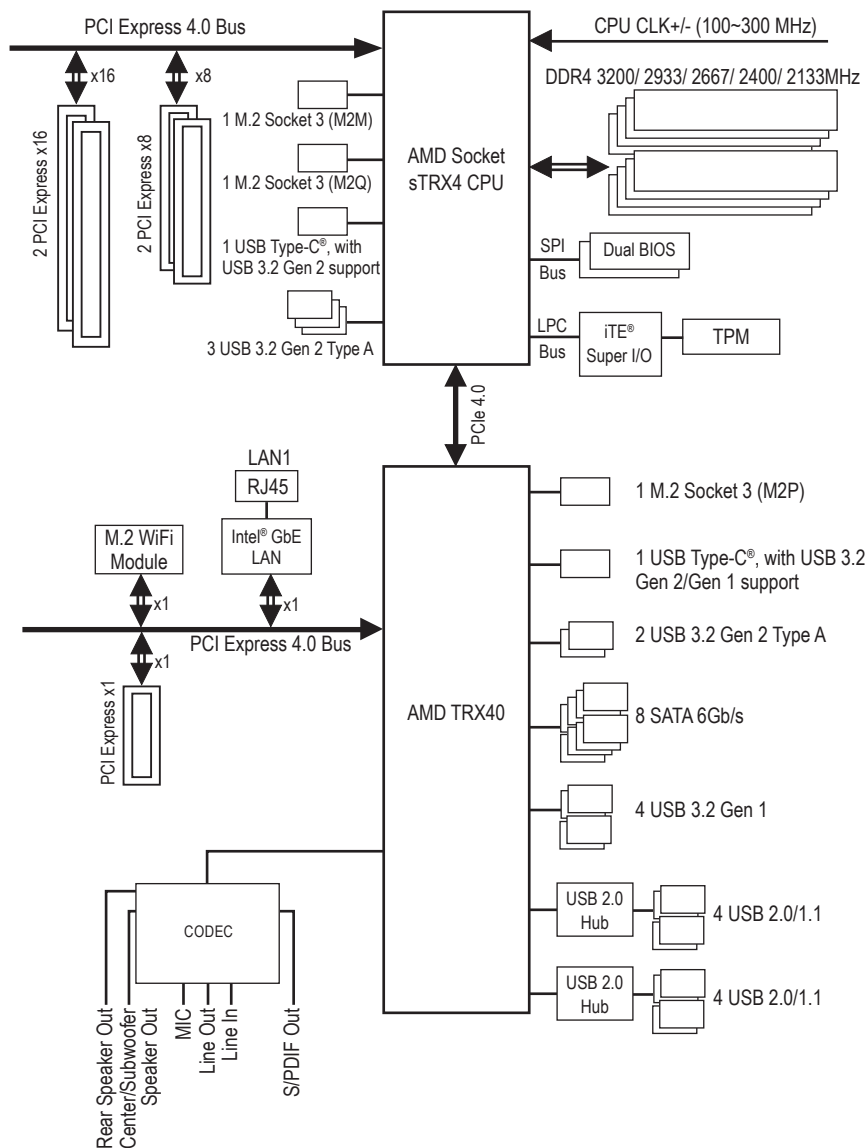 PCI Express 4.0 Bus
CPU CLK+/- (100~300 MHz)
x16
x8
DDR4 3200/ 2933/ 2667/ 2400/ 2133MHz
2 PCI Express x16
2 PCI Express x8
1 M.2 Socket 3 (M2M)
1 M.2 Socket 3 (M2Q)
1 USB Type-C®, with
USB 3.2 Gen 2 support
3 USB 3.2 Gen 2 Type A
AMD Socket
sTRX4 CPU
SPI
Bus
Dual BIOS
LPC
Bus
iTE®
Super I/O
TPM
PCIe 4.0
LAN1
RJ45
M.2 WiFi
Module
Intel® GbE
LAN
x1
x1
PCI Express 4.0 Bus
x1
PCI Express x1
AMD TRX40
1 M.2 Socket 3 (M2P)
1 USB Type-C®, with USB 3.2
Gen 2/Gen 1 support
2 USB 3.2 Gen 2 Type A
8 SATA 6Gb/s
4 USB 3.2 Gen 1
USB 2.0
Hub
4 USB 2.0/1.1
USB 2.0
Hub
4 USB 2.0/1.1
CODEC
Rear Speaker Out
Center/Subwoofer
Speaker Out
MIC
Line Out
Line In
S/PDIF Out